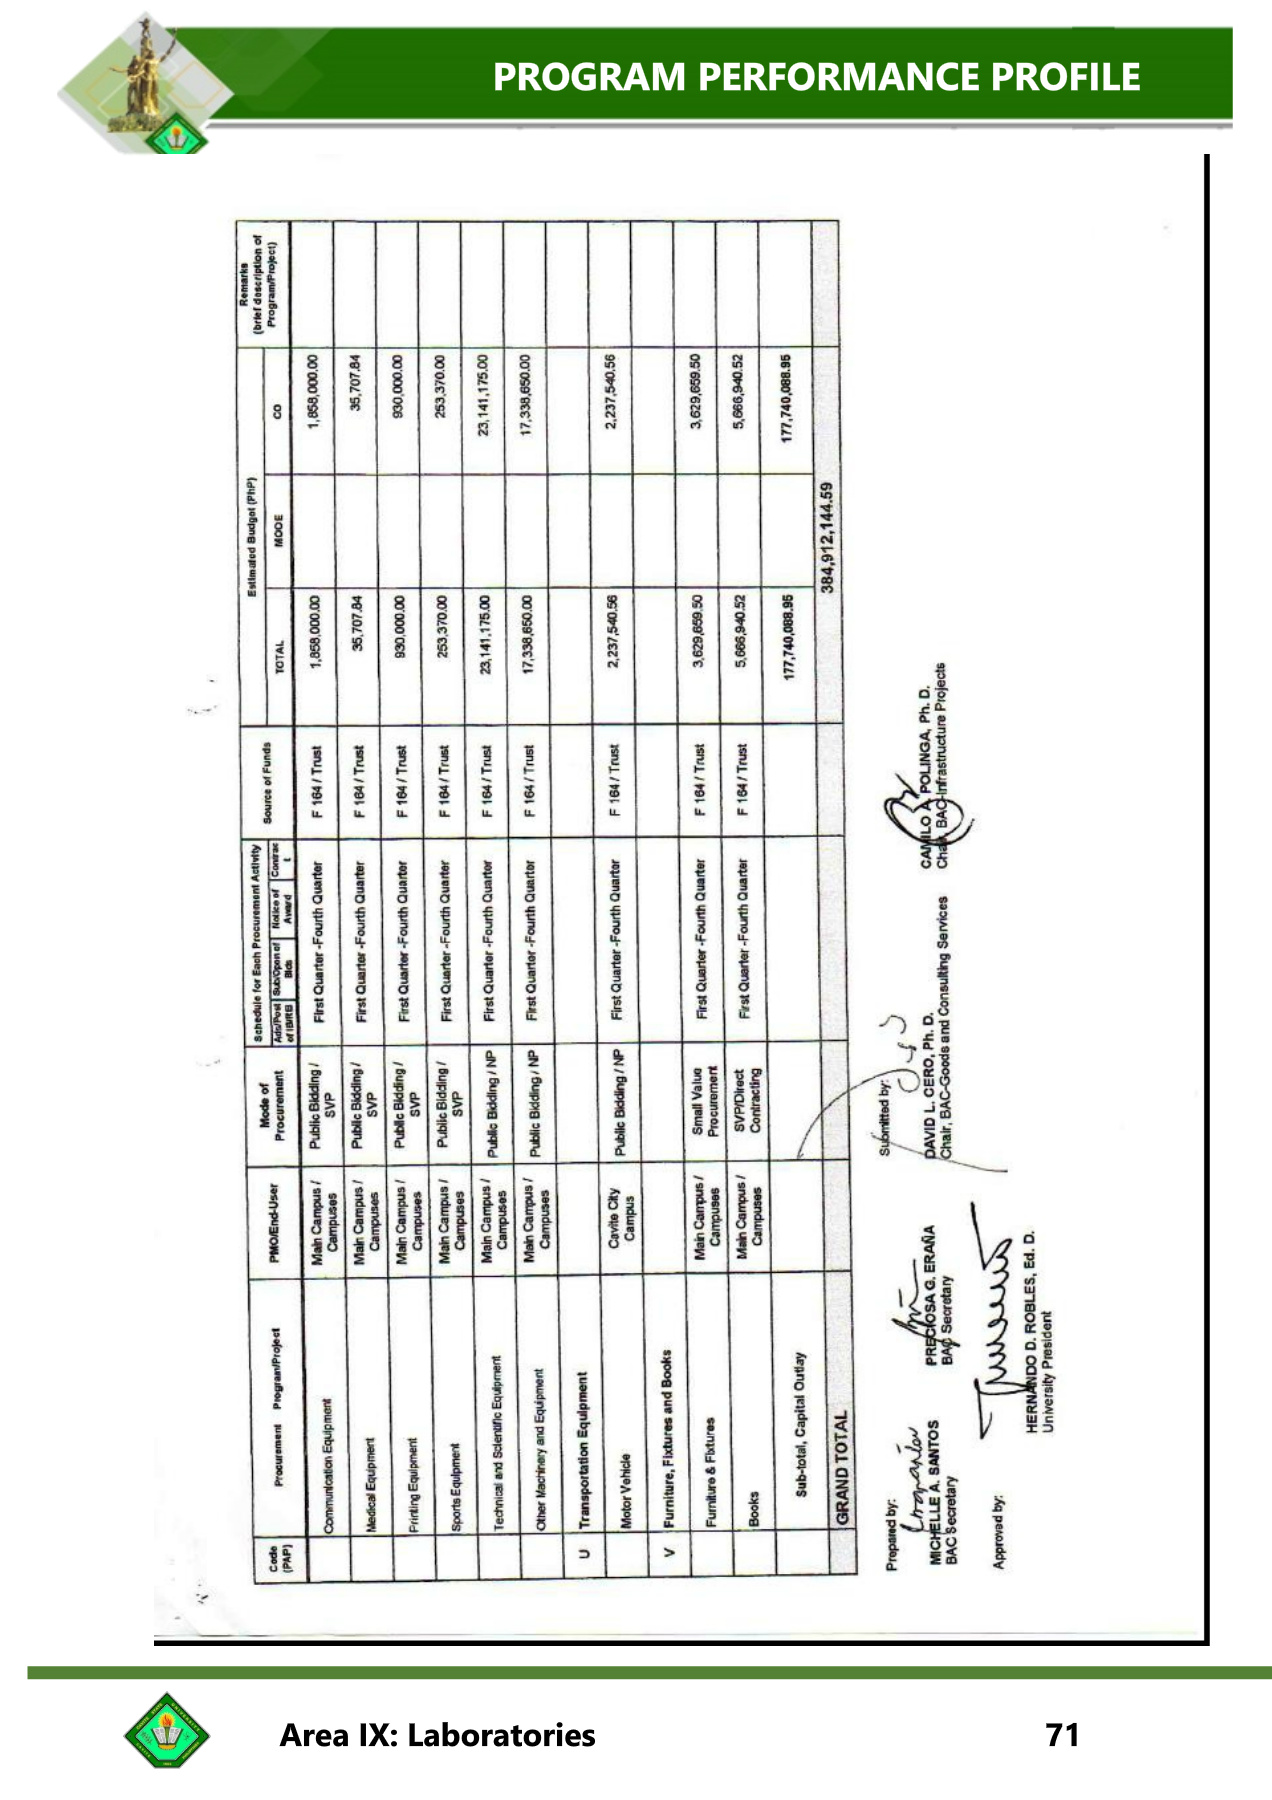 PROGRAM PERFORMANCE PROFILE
Code (PAP) Procurement Program/Project PMO/End-User Mode of Procurement Schedule for Each Procurement Activity Source of Funds Estimated Budget (PhP) Remarks (brief description of Program/Project)
Ads/Post of IB/REI Sub/Open of Bids Notice of Award Contract TOTAL MOOE CO
Communication Equipment Main Campus / Campuses Public Bidding / SVP First Quarter -Fourth Quarter F 164 / Trust 1,858,000.00 1,858,000.00
Medical Equipment Main Campus / Campuses Public Bidding / SVP First Quarter -Fourth Quarter F 164 / Trust 35,707.84 35,707.84
Printing Equipment Main Campus / Campuses Public Bidding / SVP First Quarter -Fourth Quarter F 164 / Trust 930,000.00 930,000.00
Sports Equipment Main Campus / Campuses Public Bidding / SVP First Quarter -Fourth Quarter F 164 / Trust 253,370.00 253,370.00
Technical and Scientific Equipment Main Campus / Campuses Public Bidding / NP First Quarter -Fourth Quarter F 164 / Trust 23,141,175.00 23,141,175.00
Other Machinery and Equipment Main Campus / Campuses Public Bidding / NP First Quarter -Fourth Quarter F 164 / Trust 17,338,650.00 17,338,650.00
U Transportation Equipment
Motor Vehicle Cavite City Campus Public Bidding / NP First Quarter -Fourth Quarter F 164 / Trust 2,237,540.56 2,237,540.56
V Furniture, Fixtures and Books
Furniture & Fixtures Main Campus / Campuses Small Value Procurement First Quarter -Fourth Quarter F 164 / Trust 3,629,659.50 3,629,659.50
Books Main Campus / Campuses SVP/Direct Contracting First Quarter -Fourth Quarter F 164 / Trust 5,666,940.52 5,666,940.52
Sub-total, Capital Outlay 177,740,088.95 177,740,088.95
GRAND TOTAL 384,912,144.59
Prepared by: Submitted by:
MICHELLE A. SANTOS PRECIOSA G. ERAÑA DAVID L. CERO, Ph. D. CAMILO A. POLINGA, Ph. D.
BAC Secretary BAC Secretary Chair, BAC-Goods and Consulting Services Chair, BAC-Infrastructure Projects
Approved by:
HERNANDO D. ROBLES, Ed. D.
University President
Area IX: Laboratories 71